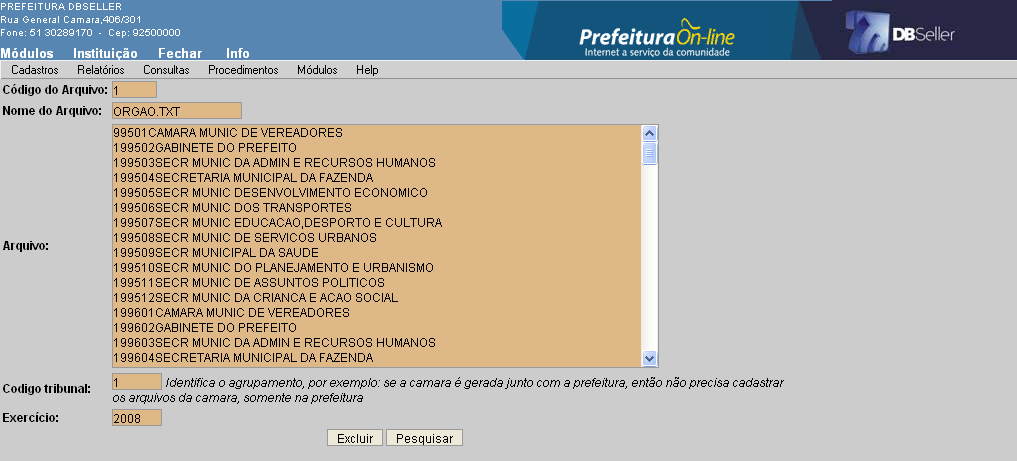 PREFEITURA DBSELLER
Rua General Camara,406/301
Fone: 51 30289170 - Cep: 92500000
Prefeitura On-line
Internet a serviço da comunidade
DBSeller
Módulos Instituição Fechar Info
Cadastros Relatórios Consultas Procedimentos Módulos Help
Código do Arquivo: 1
Nome do Arquivo: ORGAO.TXT
Arquivo:
99501CAMARA MUNIC DE VEREADORES
199502GABINETE DO PREFEITO
199503SECR MUNIC DA ADMIN E RECURSOS HUMANOS
199504SECRETARIA MUNICIPAL DA FAZENDA
199505SECR MUNIC DESENVOLVIMENTO ECONOMICO
199506SECR MUNIC DOS TRANSPORTES
199507SECR MUNIC EDUCACAO,DESPORTO E CULTURA
199508SECR MUNIC DE SERVICOS URBANOS
199509SECR MUNICIPAL DA SAUDE
199510SECR MUNIC DO PLANEJAMENTO E URBANISMO
199511SECR MUNIC DE ASSUNTOS POLITICOS
199512SECR MUNIC DA CRIANCA E ACAO SOCIAL
199601CAMARA MUNIC DE VEREADORES
199602GABINETE DO PREFEITO
199603SECR MUNIC DA ADMIN E RECURSOS HUMANOS
199604SECRETARIA MUNICIPAL DA FAZENDA
Codigo tribunal: 1 Identifica o agrupamento, por exemplo: se a camara é gerada junto com a prefeitura, então não precisa cadastrar
os arquivos da camara, somente na prefeitura
Exercício: 2008
Excluir Pesquisar